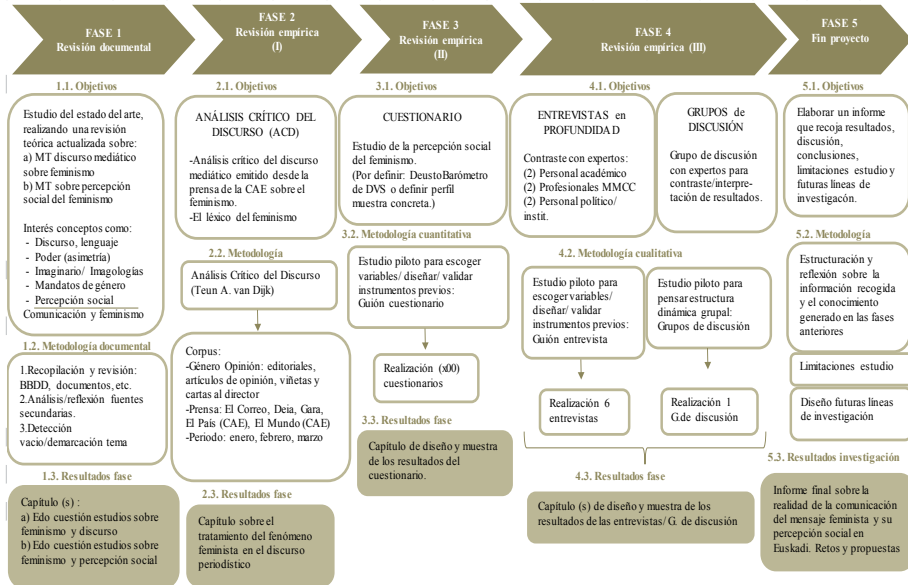 FASE 1
Revisión documental
1.1. Objetivos
Estudio del estado del arte,
realizando una revisión
teórica actualizada sobre:
a) MT discurso mediático
sobre feminismo
b) MT sobre percepción
social del feminismo
Interés conceptos como:
- Discurso, lenguaje
- Poder (asimetría)
- Imaginario/ Imagologías
- Mandatos de género
- Percepción social
Comunicación y feminismo
1.2. Metodología documental
1.Recopilación y revisión:
BBDD, documentos, etc.
2.Análisis/reflexión fuentes
secundarias.
3.Detección
vacio/demarcación tema
1.3. Resultados fase
Capítulo (s) :
a) Edo cuestión estudios sobre
feminismo y discurso
b) Edo cuestión estudios sobre
feminismo y percepción social
FASE 2
Revisión empírica
(I)
2.1. Objetivos
ANÁLISIS CRÍTICO DEL
DISCURSO (ACD)
-Análisis crítico del discurso
mediático emitido desde la
prensa de la CAE sobre el
feminismo.
-El léxico del feminismo
2.2. Metodología
Análisis Crítico del Discurso
(Teun A. van Dijk)
Corpus:
-Género Opinión: editoriales,
artículos de opinión, viñetas y
cartas al director
-Prensa: El Correo, Deia, Gara,
El País (CAE), El Mundo (CAE)
-Periodo: enero, febrero, marzo
2.3. Resultados fase
Capítulo sobre el
tratamiento del fenómeno
feminista en el discurso
periodístico
FASE 3
Revisión empírica
(II)
3.1. Objetivos
CUESTIONARIO
Estudio de la percepción social
del feminismo.
(Por definir: DeustoBarómetro
de DVS o definir perfil
muestra concreta.)
3.2. Metodología cuantitativa
Estudio piloto para escoger
variables/ diseñar/ validar
instrumentos previos:
Guión cuestionario
Realización (x00)
cuestionarios
3.3. Resultados fase
Capítulo de diseño y muestra
de los resultados del
cuestionario.
FASE 4
Revisión empírica (III)
4.1. Objetivos
ENTREVISTAS en
PROFUNDIDAD
Contraste con expertos:
(2) Personal académico
(2) Profesionales MMCC
(2) Personal político/
instit.
GRUPOS de
DISCUSIÓN
Grupo de discusión
con expertos para
contraste/interpre-
tación de resultados.
4.2. Metodología cualitativa
Estudio piloto para
escoger variables/
diseñar/ validar
instrumentos previos:
Guión entrevista
Estudio piloto para
pensar estructura
dinámica grupal:
Grupos de discusión
Realización 6
entrevistas
Realización 1
G.de discusión
4.3. Resultados fase
Capítulo (s) de diseño y muestra de los
resultados de las entrevistas/ G. de discusión
FASE 5
Fin proyecto
5.1. Objetivos
Elaborar un informe
que recoja resultados,
discusión,
conclusiones,
limitaciones estudio y
futuras líneas de
investigacón.
5.2. Metodología
Estructuración y
reflexión sobre la
información recogida
y el conocimiento
generado en las fases
anteriores
Limitaciones estudio
Diseño futuras líneas
de investigación
5.3. Resultados investigación
Informe final sobre la
realidad de la comunicación
del mensaje feminista y su
percepción social en
Euskadi. Retos y propuestas